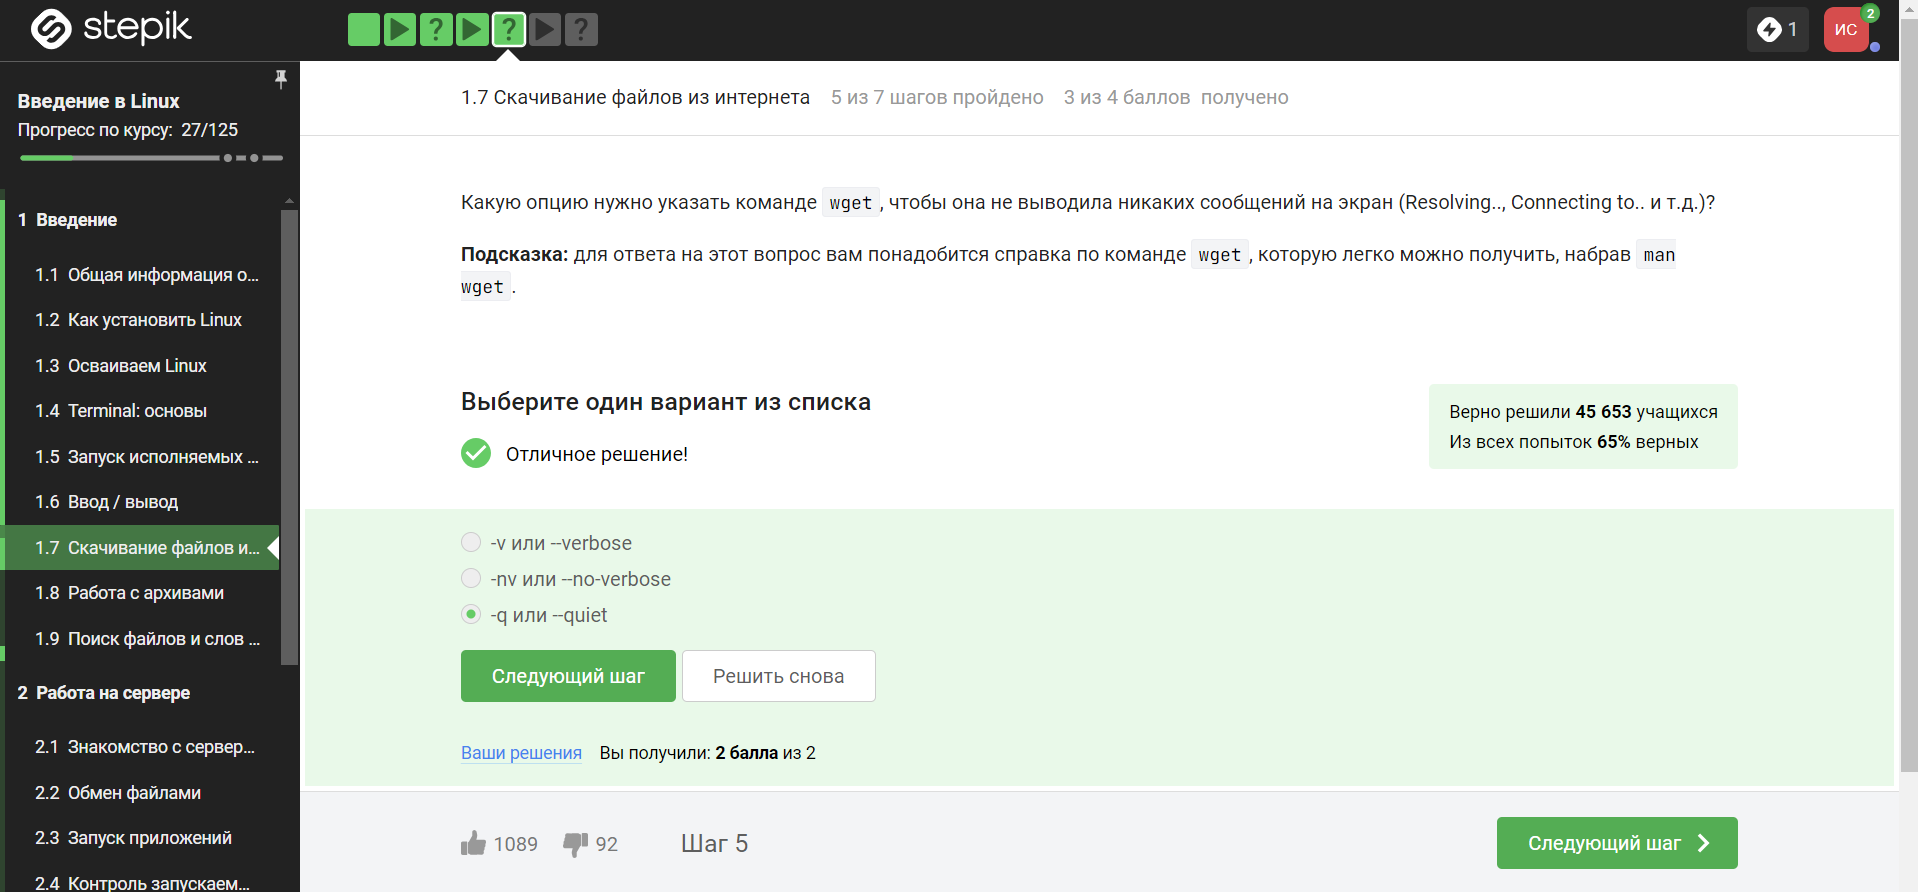 stepik
1
ИС
2
Введение в Linux
Прогресс по курсу: 27/125
1 Введение
1.1 Общая информация о...
1.2 Как установить Linux
1.3 Осваиваем Linux
1.4 Terminal: основы
1.5 Запуск исполняемых ...
1.6 Ввод / вывод
1.7 Скачивание файлов и...
1.8 Работа с архивами
1.9 Поиск файлов и слов ...
2 Работа на сервере
2.1 Знакомство с сервер...
2.2 Обмен файлами
2.3 Запуск приложений
2.4 Контроль запускаем...
1.7 Скачивание файлов из интернета 5 из 7 шагов пройдено 3 из 4 баллов получено
Какую опцию нужно указать команде wget, чтобы она не выводила никаких сообщений на экран (Resolving.., Connecting to.. и т.д.)?
Подсказка: для ответа на этот вопрос вам понадобится справка по команде wget, которую легко можно получить, набрав man
wget.
Выберите один вариант из списка
Отличное решение!
Верно решили 45 653 учащихся
Из всех попыток 65% верных
-v или --verbose
-nv или --no-verbose
-q или --quiet
Следующий шаг Решить снова
Ваши решения Вы получили: 2 балла из 2
1089 92 Шаг 5 Следующий шаг